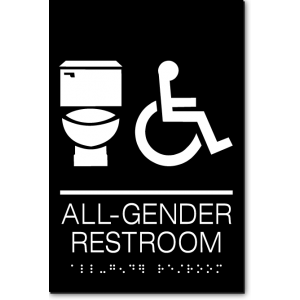 ALL-GENDER
RESTROOM
⠁⠇⠇⠤⠛⠢⠙⠻ ⠗⠑⠌⠗⠕⠕⠍